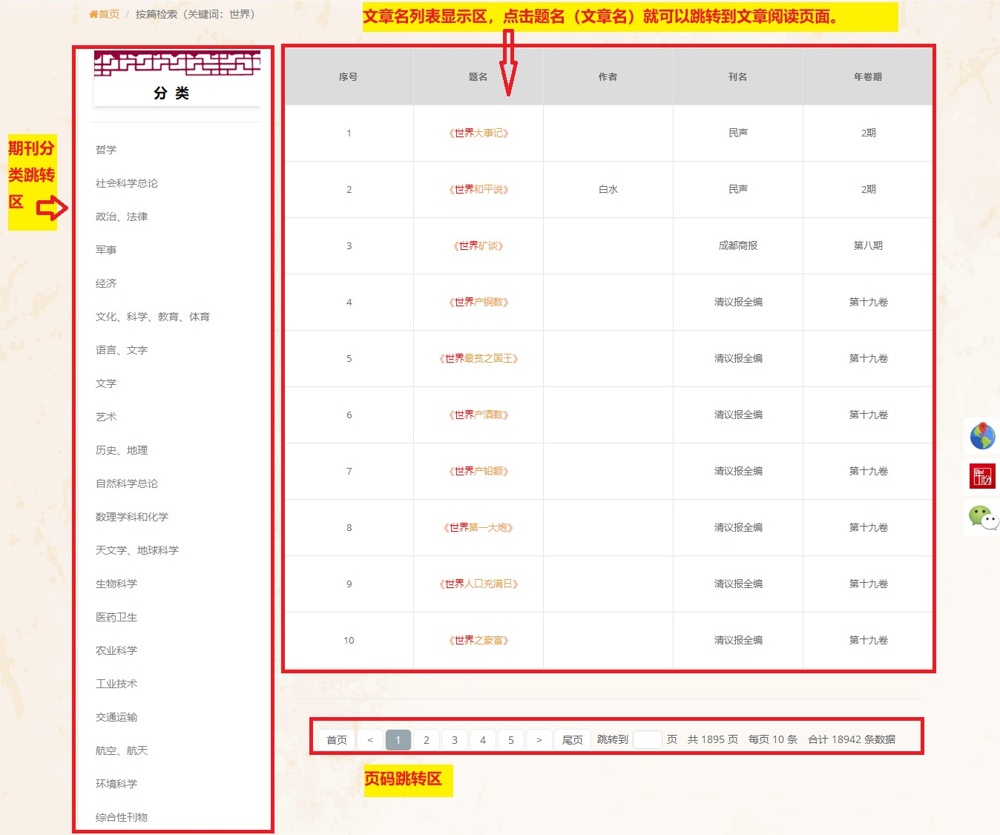 首页 / 按篇检索（关键词：世界）
文章名列表显示区，点击题名（文章名）就可以跳转到文章阅读页面。
期刊分
类跳转
区
分 类
哲学
社会科学总论
政治、法律
军事
经济
文化、科学、教育、体育
语言、文字
文学
艺术
历史、地理
自然科学总论
数理学科和化学
天文学、地球科学
生物科学
医药卫生
农业科学
工业技术
交通运输
航空、航天
环境科学
综合性刊物
序号 题名 作者 刊名 年卷期
1 《世界大事记》 民声 2期
2 《世界和平说》 白水 民声 2期
3 《世界矿谈》 成都商报 第八期
4 《世界产铜数》 清议报全编 第十九卷
5 《世界最贫之国王》 清议报全编 第十九卷
6 《世界产酒数》 清议报全编 第十九卷
7 《世界产铅额》 清议报全编 第十九卷
8 《世界第一大炮》 清议报全编 第十九卷
9 《世界人口充满日》 清议报全编 第十九卷
10 《世界之豪富》 清议报全编 第十九卷
首页 < 1 2 3 4 5 > 尾页 跳转到 页 共 1895 页 每页 10 条 合计 18942 条数据
页码跳转区
年份